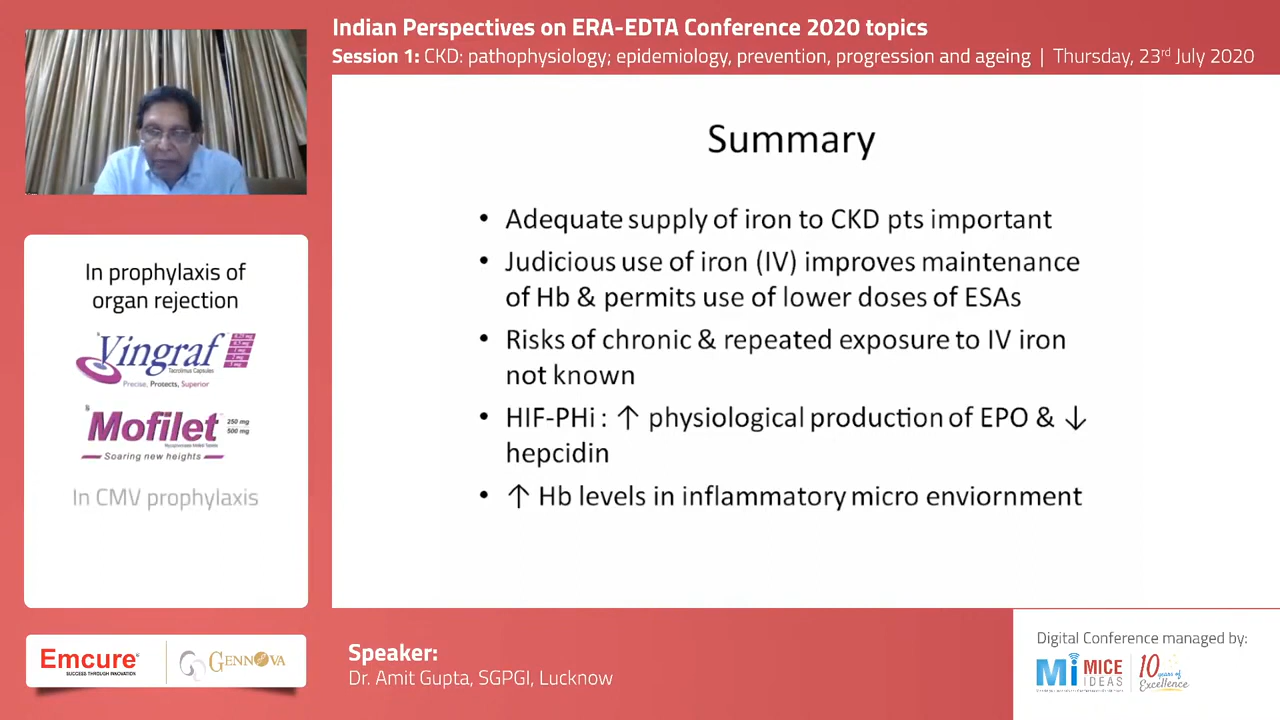 Indian Perspectives on ERA-EDTA Conference 2020 topics
Session 1: CKD: pathophysiology; epidemiology, prevention, progression and ageing | Thursday, 23rd July 2020
Summary
• Adequate supply of iron to CKD pts important
• Judicious use of iron (IV) improves maintenance
of Hb & permits use of lower doses of ESAs
• Risks of chronic & repeated exposure to IV iron
not known
• HIF-PHi : ↑ physiological production of EPO & ↓
hepcidin
• ↑ Hb levels in inflammatory micro enviornment
In prophylaxis of
organ rejection
Vingraf
Tacrolimus Capsules
Precise, Protects, Superior
Mofilet
250 mg
500 mg
Soaring new heights
In CMV prophylaxis
Emcure
SUCCESS THROUGH INNOVATION
GENNOVA
Speaker:
Dr. Amit Gupta, SGPGI, Lucknow
Digital Conference managed by:
Mi MICE
IDEAS
10 years of
Excellence